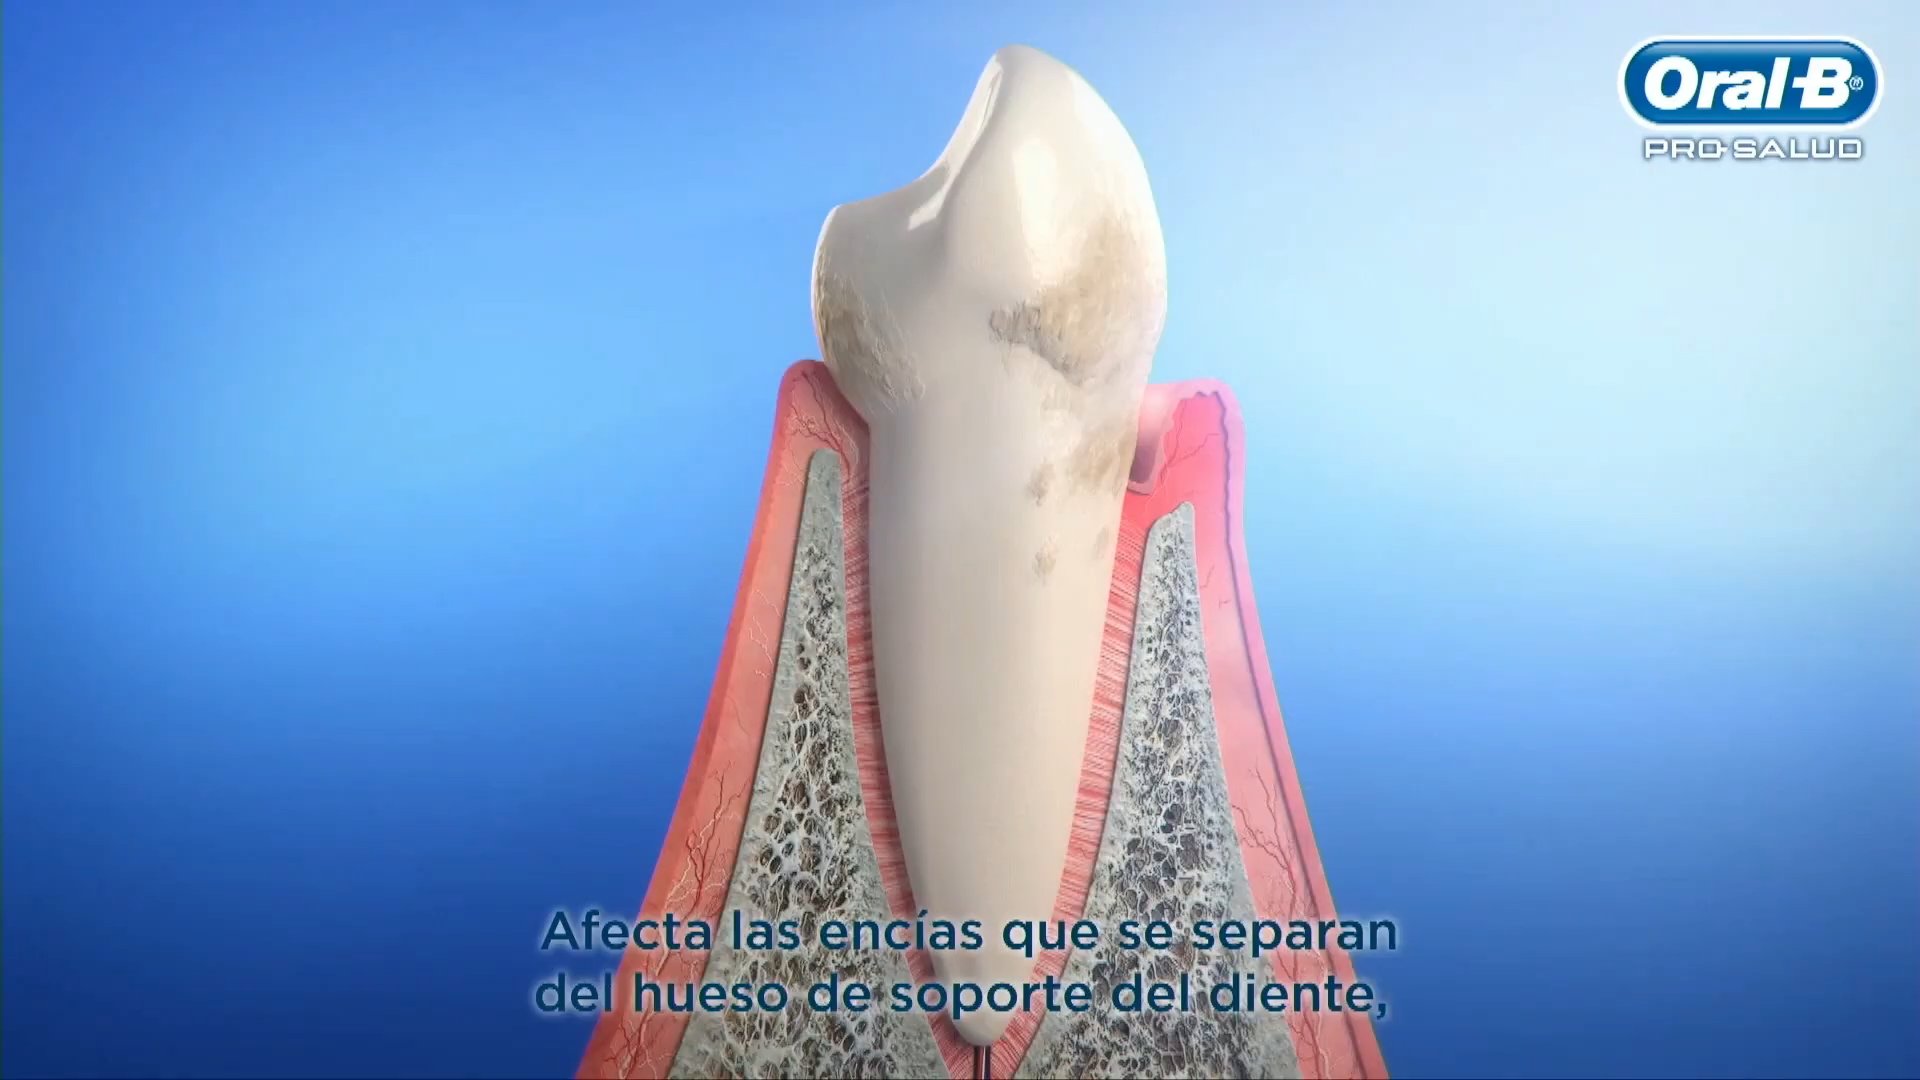 Oral-B®
PRO-SALUD
Afecta las encías que se separan
del hueso de soporte del diente,